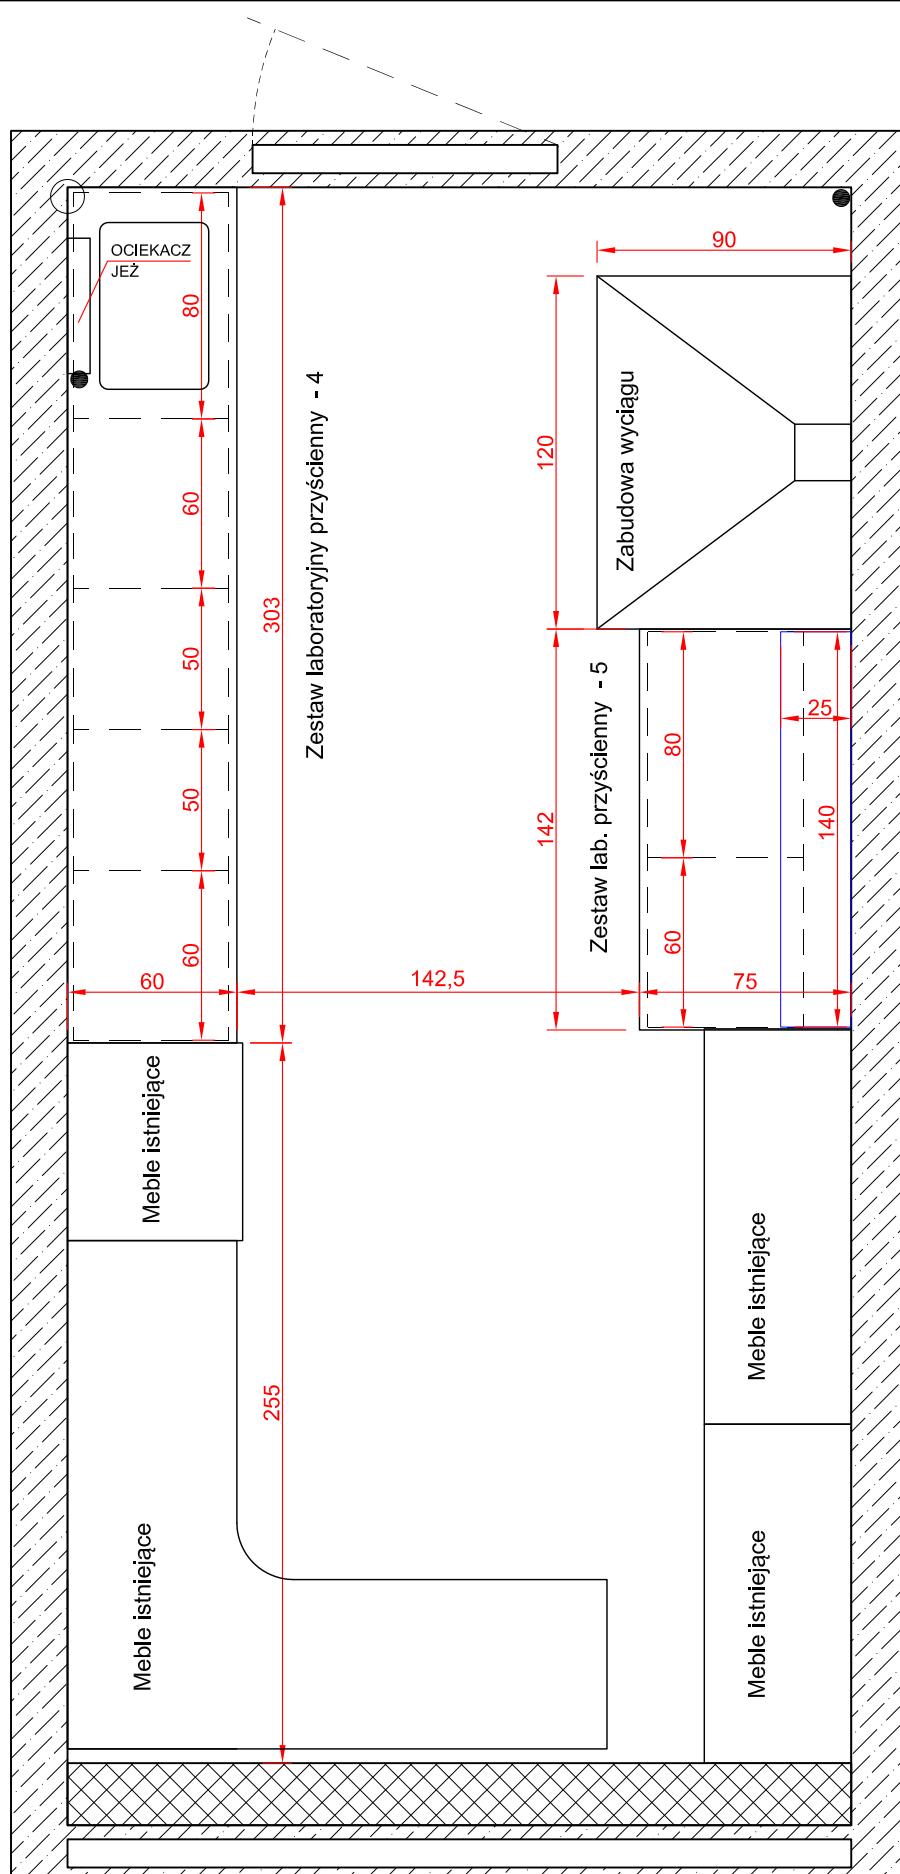 OCIEKACZ
JEŻ
80
60
50
50
60
60
303
Zestaw laboratoryjny przyścienny - 4
90
120
Zabudowa wyciągu
142
Zestaw lab. przyścienny - 5
80
60
25
140
142,5
75
Meble istniejące
255
Meble istniejące
Meble istniejące
Meble istniejące